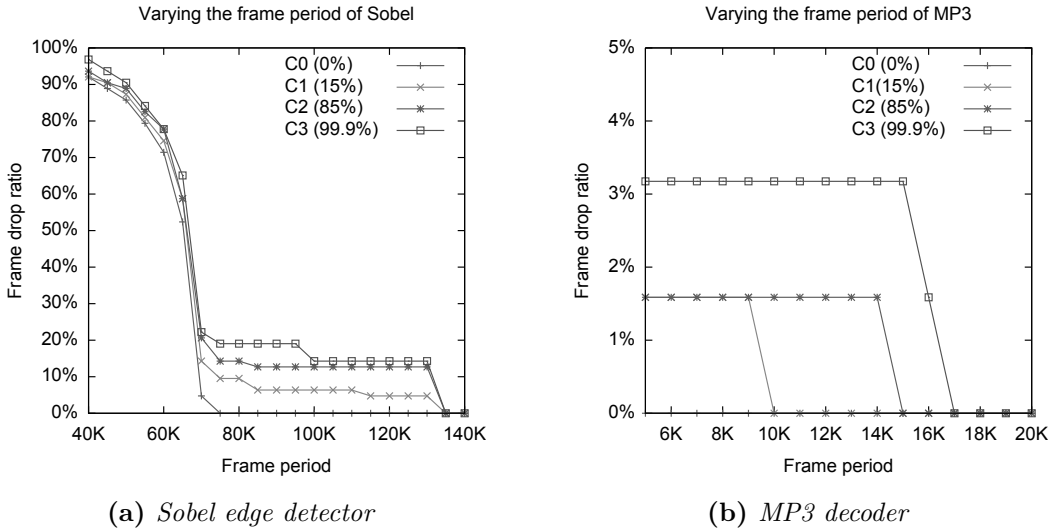 Varying the frame period of Sobel
100%
90%
80%
70%
60%
50%
40%
30%
20%
10%
0%
Frame drop ratio
C0 (0%)
C1 (15%)
C2 (85%)
C3 (99.9%)
40K 60K 80K 100K 120K 140K
Frame period
(a) Sobel edge detector
Varying the frame period of MP3
5%
4%
3%
2%
1%
0%
Frame drop ratio
C0 (0%)
C1(15%)
C2 (85%)
C3 (99.9%)
6K 8K 10K 12K 14K 16K 18K 20K
Frame period
(b) MP3 decoder